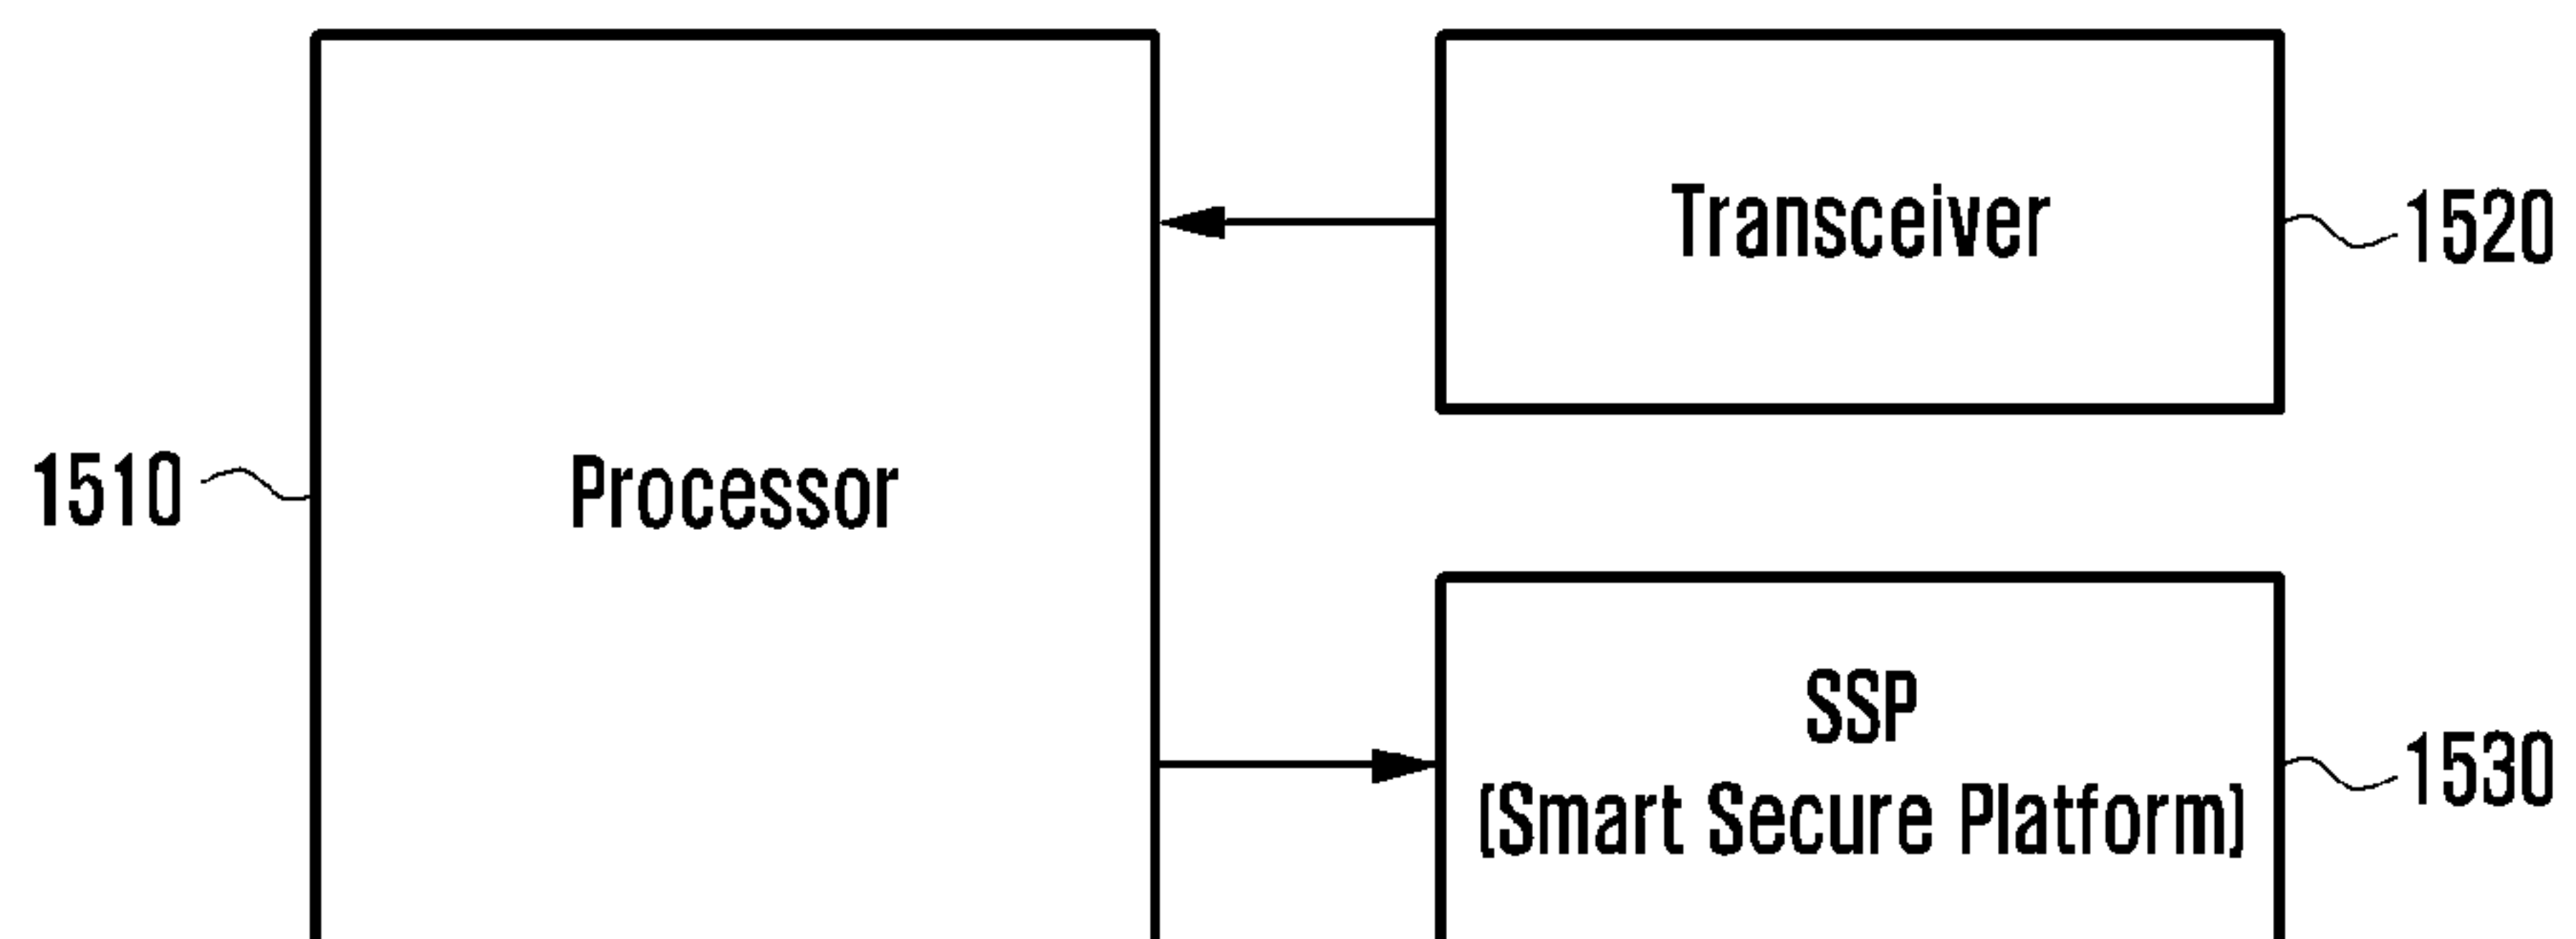 Transceiver
1520
1510
Processor
SSP
(Smart Secure Platform)
1530